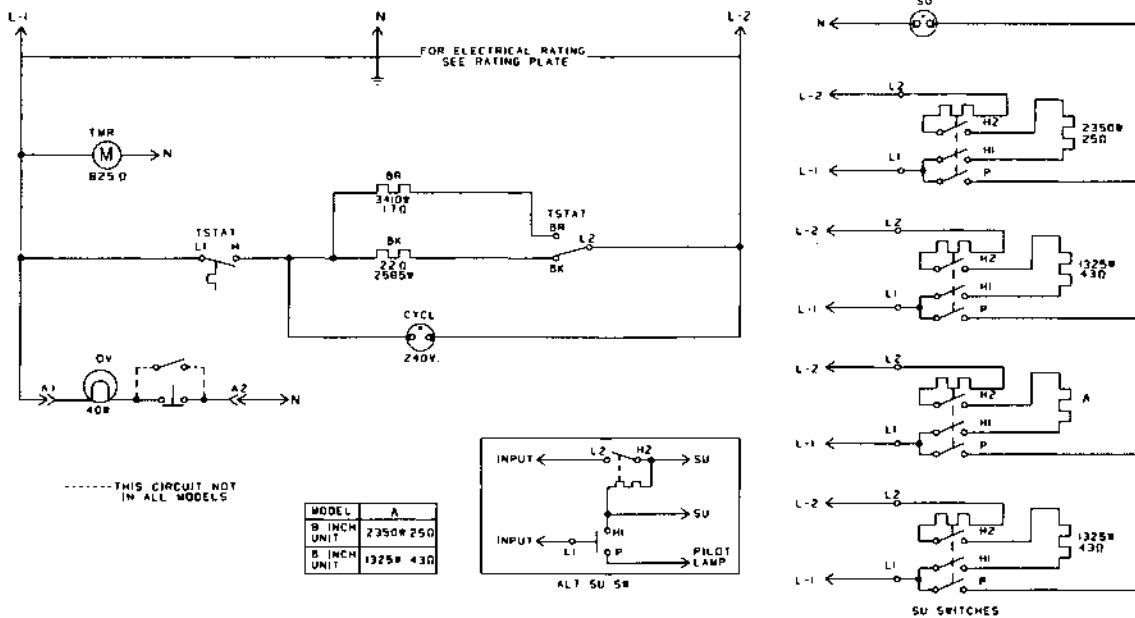 L-1
N
L-2
FOR ELECTRICAL RATING
SEE RATING PLATE
TMR
M
N
825Ω
BR
3410W
17Ω
TSTAT
BR
L2
TSTAT
L1
H
BK
22Ω
2585W
BK
CYCL
240V.
OV
A1
A2
N
40W
------THIS CIRCUIT NOT
IN ALL MODELS
MODEL A
8 INCH UNIT 2350W 25Ω
6 INCH UNIT 1325W 43Ω
INPUT
L2
H2
SU
SU
INPUT
L1
H1
P
PILOT
LAMP
ALT SU SW
SU
N
L-2
L2
H2
2350W
25Ω
H1
L-1
L1
P
L-2
L2
H2
1325W
43Ω
H1
L-1
L1
P
L-2
L2
H2
A
H1
L-1
L1
P
L-2
L2
H2
1325W
43Ω
H1
L-1
L1
P
SU SWITCHES